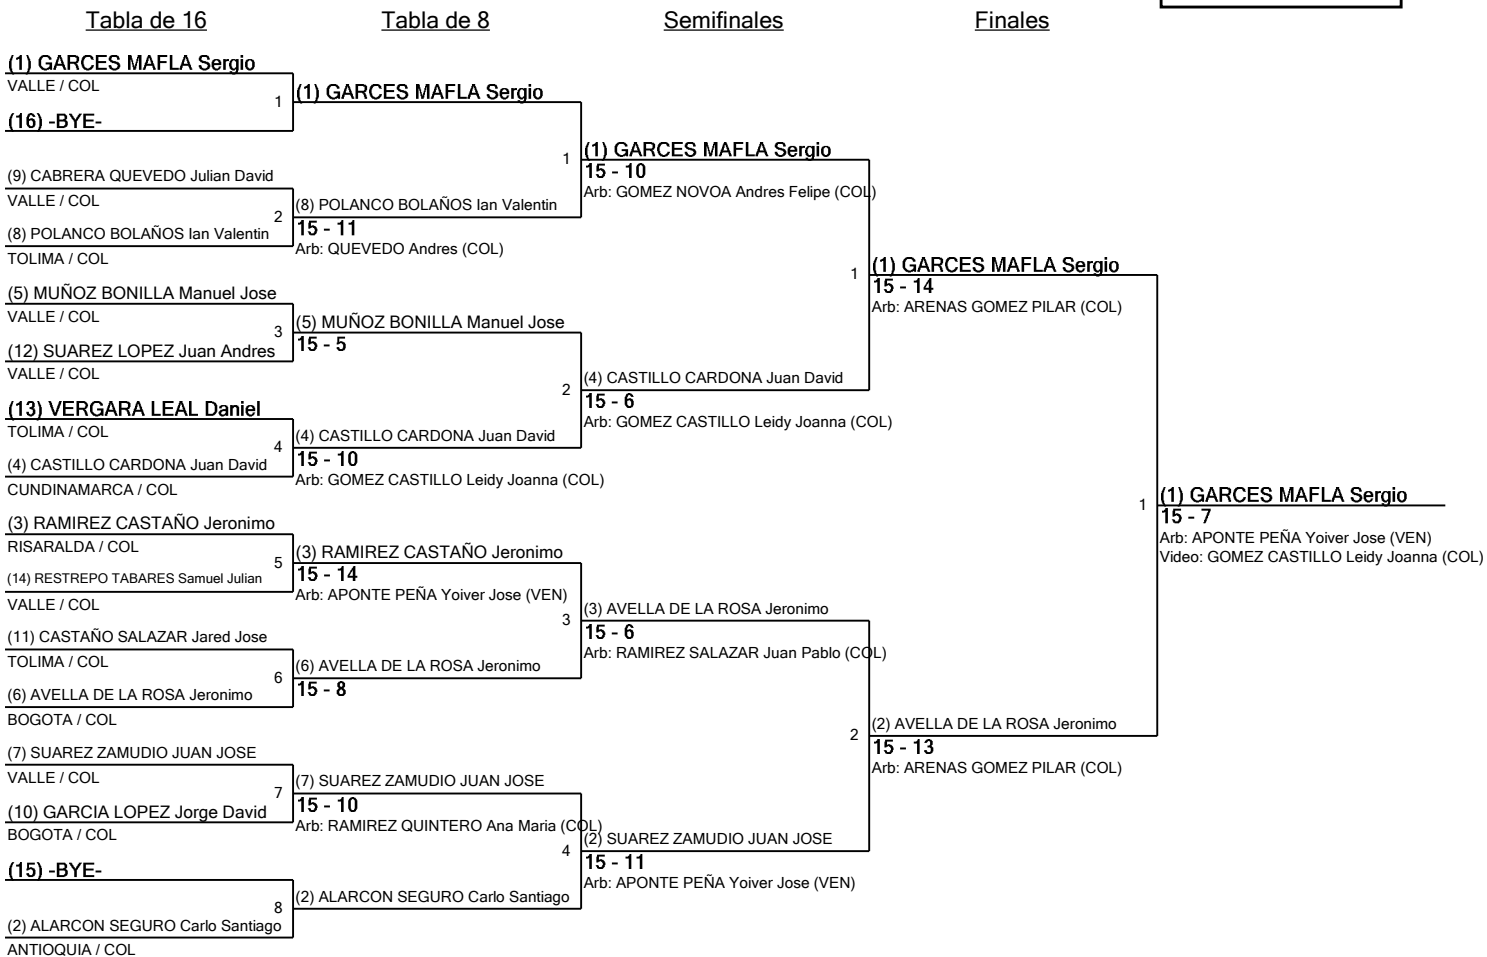 Tabla de 16
Tabla de 8
Semifinales
Finales
(1) GARCES MAFLA Sergio
VALLE / COL
1
(16) -BYE-
(9) CABRERA QUEVEDO Julian David
VALLE / COL
2
(8) POLANCO BOLAÑOS Ian Valentin
TOLIMA / COL
(5) MUÑOZ BONILLA Manuel Jose
VALLE / COL
3
(12) SUAREZ LOPEZ Juan Andres
VALLE / COL
(13) VERGARA LEAL Daniel
TOLIMA / COL
4
(4) CASTILLO CARDONA Juan David
CUNDINAMARCA / COL
(3) RAMIREZ CASTAÑO Jeronimo
RISARALDA / COL
5
(14) RESTREPO TABARES Samuel Julian
VALLE / COL
(11) CASTAÑO SALAZAR Jared Jose
TOLIMA / COL
6
(6) AVELLA DE LA ROSA Jeronimo
BOGOTA / COL
(7) SUAREZ ZAMUDIO JUAN JOSE
VALLE / COL
7
(10) GARCIA LOPEZ Jorge David
BOGOTA / COL
(15) -BYE-
8
(2) ALARCON SEGURO Carlo Santiago
ANTIOQUIA / COL
(1) GARCES MAFLA Sergio
1
(8) POLANCO BOLAÑOS Ian Valentin
15 - 11
Arb: QUEVEDO Andres (COL)
(5) MUÑOZ BONILLA Manuel Jose
15 - 5
2
(4) CASTILLO CARDONA Juan David
15 - 10
Arb: GOMEZ CASTILLO Leidy Joanna (COL)
(3) RAMIREZ CASTAÑO Jeronimo
15 - 14
Arb: APONTE PEÑA Yoiver Jose (VEN)
3
(6) AVELLA DE LA ROSA Jeronimo
15 - 8
(7) SUAREZ ZAMUDIO JUAN JOSE
15 - 10
Arb: RAMIREZ QUINTERO Ana Maria (COL)
4
(2) ALARCON SEGURO Carlo Santiago
(1) GARCES MAFLA Sergio
15 - 10
Arb: GOMEZ NOVOA Andres Felipe (COL)
1
(4) CASTILLO CARDONA Juan David
15 - 6
Arb: GOMEZ CASTILLO Leidy Joanna (COL)
(3) AVELLA DE LA ROSA Jeronimo
15 - 6
Arb: RAMIREZ SALAZAR Juan Pablo (COL)
2
(2) SUAREZ ZAMUDIO JUAN JOSE
15 - 11
Arb: APONTE PEÑA Yoiver Jose (VEN)
(1) GARCES MAFLA Sergio
15 - 14
Arb: ARENAS GOMEZ PILAR (COL)
1
(2) AVELLA DE LA ROSA Jeronimo
15 - 13
Arb: ARENAS GOMEZ PILAR (COL)
(1) GARCES MAFLA Sergio
15 - 7
Arb: APONTE PEÑA Yoiver Jose (VEN)
Video: GOMEZ CASTILLO Leidy Joanna (COL)